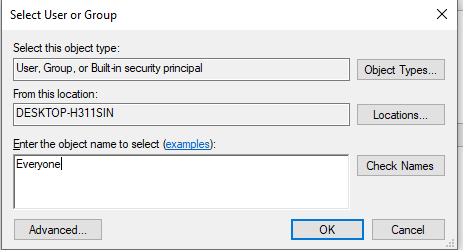 Select User or Group
Select this object type:
User, Group, or Built-in security principal
Object Types...
From this location:
DESKTOP-H311SIN
Locations...
Enter the object name to select (examples):
Everyone
Check Names
Advanced...
OK
Cancel